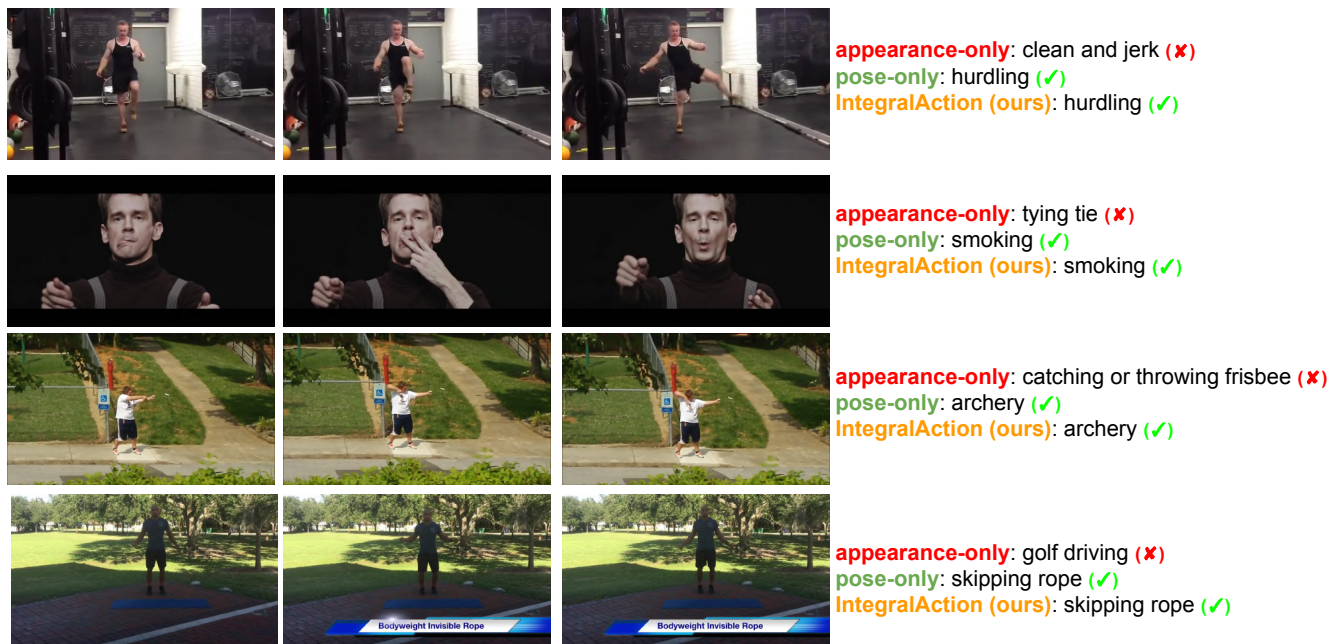 appearance-only: clean and jerk (✘)
pose-only: hurdling (✓)
IntegralAction (ours): hurdling (✓)
appearance-only: tying tie (✘)
pose-only: smoking (✓)
IntegralAction (ours): smoking (✓)
appearance-only: catching or throwing frisbee (✘)
pose-only: archery (✓)
IntegralAction (ours): archery (✓)
appearance-only: golf driving (✘)
pose-only: skipping rope (✓)
IntegralAction (ours): skipping rope (✓)
Bodyweight Invisible Rope
Bodyweight Invisible Rope